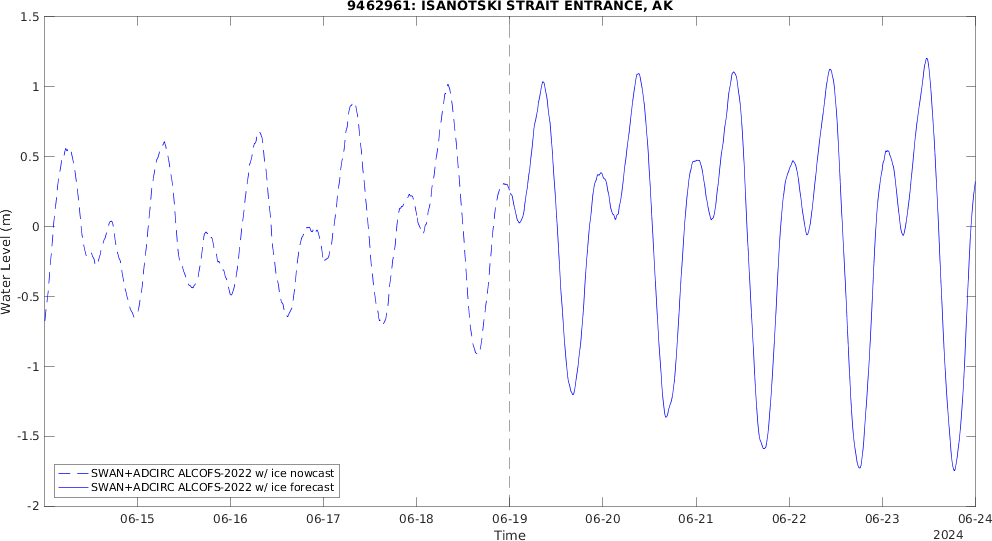 9462961: ISANOTSKI STRAIT ENTRANCE, AK
1.5
1
0.5
0
-0.5
-1
-1.5
-2
Water Level (m)
SWAN+ADCIRC ALCOFS-2022 w/ ice nowcast
SWAN+ADCIRC ALCOFS-2022 w/ ice forecast
06-15 06-16 06-17 06-18 06-19 06-20 06-21 06-22 06-23 06-24
Time
2024